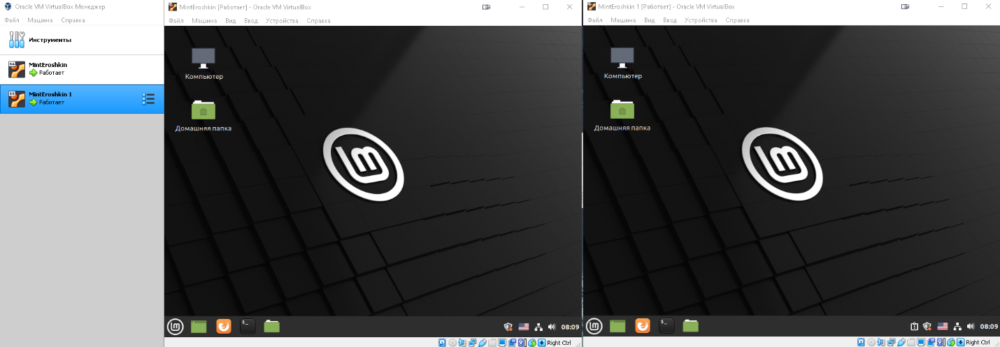 Oracle VM VirtualBox Менеджер
Файл Машина Справка
Инструменты
64
MintEroshkin
Работает
64
MintEroshkin 1
Работает
MintEroshkin [Работает] - Oracle VM VirtualBox
Файл Машина Вид Ввод Устройства Справка
Компьютер
Домашняя папка
$_
08:09
Right Ctrl
MintEroshkin 1 [Работает] - Oracle VM VirtualBox
Файл Машина Вид Ввод Устройства Справка
Компьютер
Домашняя папка
$_
08:09
Right Ctrl